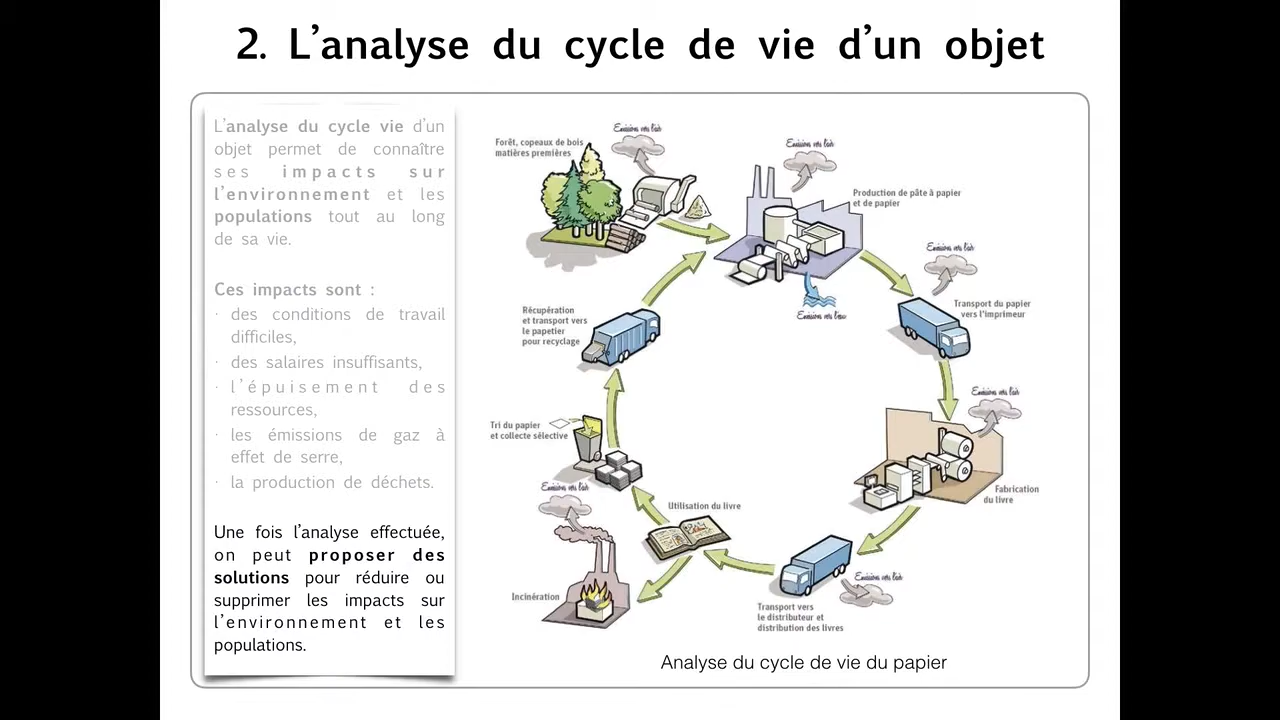 2. L’analyse du cycle de vie d’un objet
L’analyse du cycle vie d’un
objet permet de connaître
ses impacts sur
l’environnement et les
populations tout au long
de sa vie.
Ces impacts sont :
· des conditions de travail
difficiles,
· des salaires insuffisants,
· l’épuisement des
ressources,
· les émissions de gaz à
effet de serre,
· la production de déchets.
Une fois l’analyse effectuée,
on peut proposer des
solutions pour réduire ou
supprimer les impacts sur
l’environnement et les
populations.
Forêt, copeaux de bois
matières premières
Emissions vers l'air
Emissions vers l'air
Production de pâte à papier
et de papier
Emissions vers l'eau
Emissions vers l'air
Transport du papier
vers l'imprimeur
Emissions vers l'air
Fabrication
du livre
Emissions vers l'air
Transport vers
le distributeur et
distribution des livres
Utilisation du livre
Emissions vers l'air
Incinération
Tri du papier
et collecte sélective
Récupération
et transport vers
le papetier
pour recyclage
Analyse du cycle de vie du papier